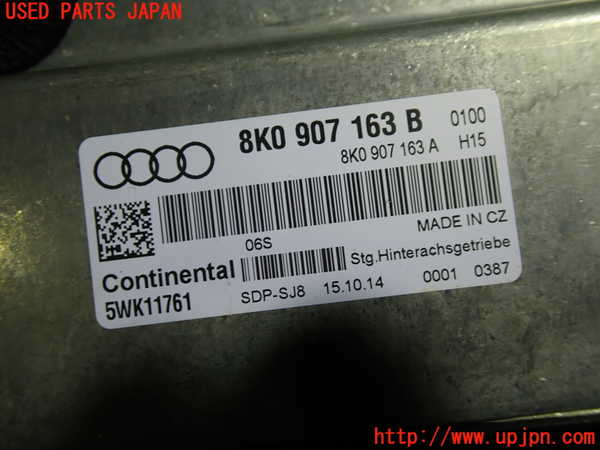 USED PARTS JAPAN
8K0 907 163 B 0100
8K0 907 163 A H15
06S MADE IN CZ
Continental Stg.Hinterachsgetriebe
5WK11761 SDP-SJ8 15.10.14 0001 0387
http://www.upjpn.com